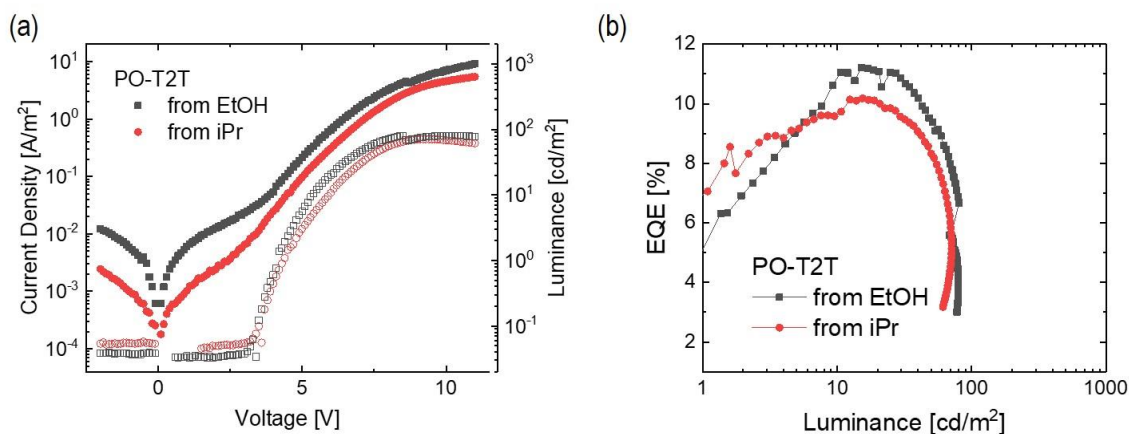 (a)
Current Density [A/m²]
10¹
10⁰
10⁻¹
10⁻²
10⁻³
10⁻⁴
PO-T2T
from EtOH
from iPr
0
5
10
Voltage [V]
10³
10²
10¹
10⁰
10⁻¹
Luminance [cd/m²]
(b)
EQE [%]
12
10
8
6
4
2
PO-T2T
from EtOH
from iPr
1
10
100
1000
Luminance [cd/m²]